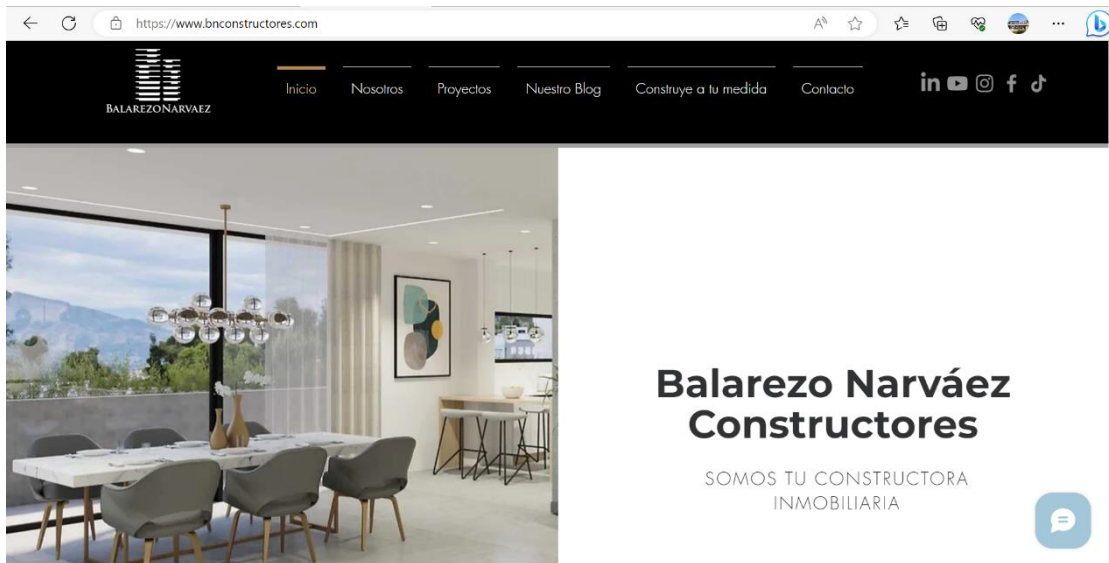 https://www.bnconstructores.com
BALAREZONARVAEZ
Inicio Nosotros Proyectos Nuestro Blog Construye a tu medida Contacto
Balarezo Narváez
Constructores
SOMOS TU CONSTRUCTORA
INMOBILIARIA